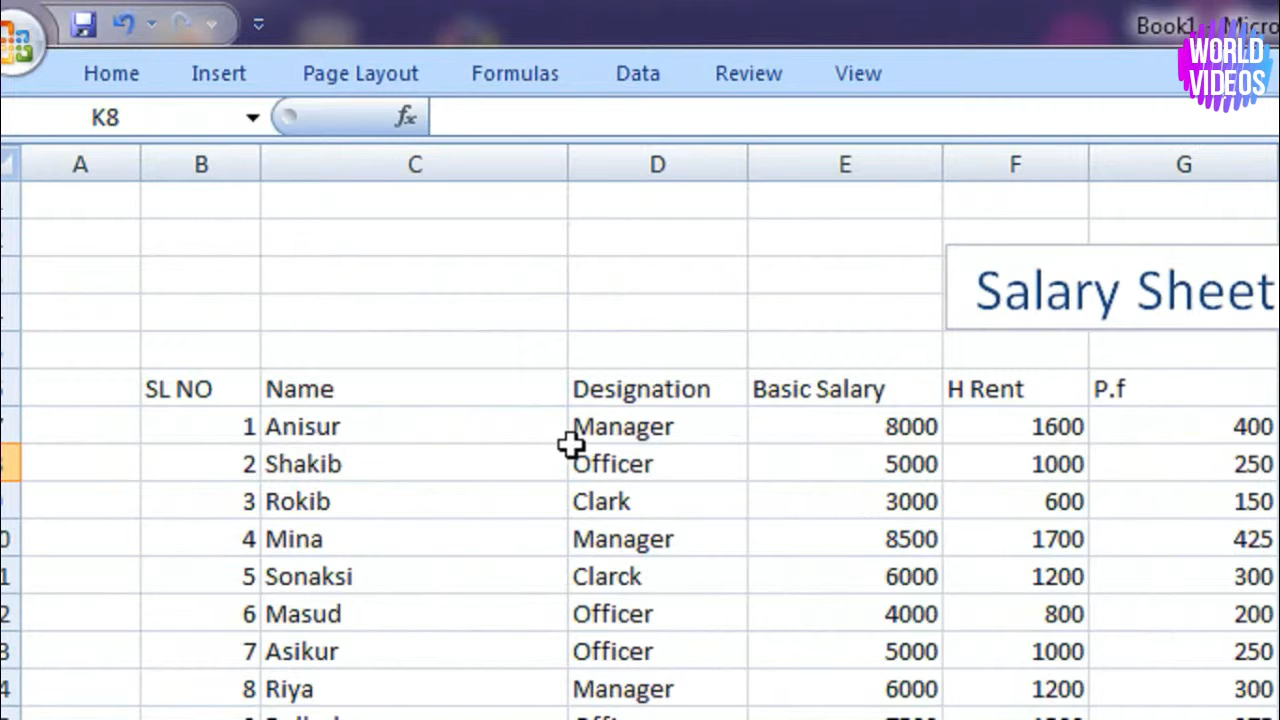 Book1 - Micro
WORLD
VIDEOS
Home Insert Page Layout Formulas Data Review View
K8 fx
A B C D E F G
Salary Sheet
SL NO Name Designation Basic Salary H Rent P.f
1 Anisur Manager 8000 1600 400
2 Shakib Officer 5000 1000 250
3 Rokib Clark 3000 600 150
4 Mina Manager 8500 1700 425
5 Sonaksi Clarck 6000 1200 300
6 Masud Officer 4000 800 200
7 Asikur Officer 5000 1000 250
8 Riya Manager 6000 1200 300